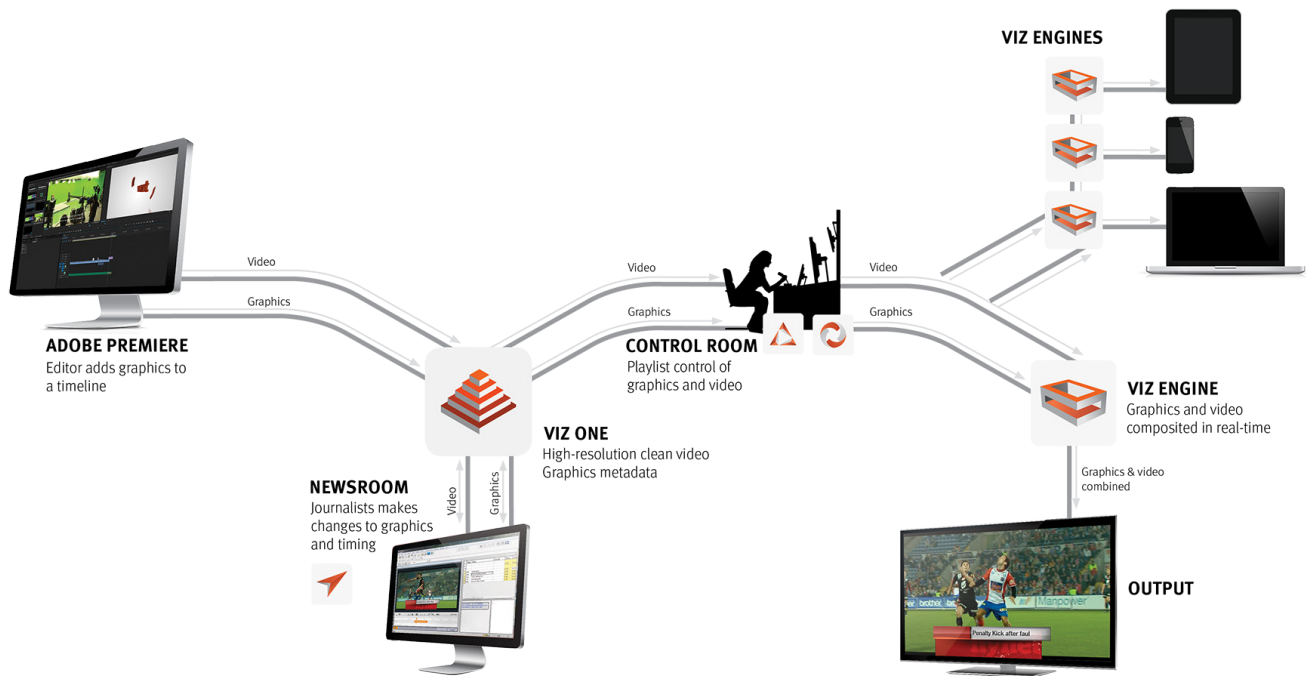 VIZ ENGINES
Video
Graphics
ADOBE PREMIERE
Editor adds graphics to
a timeline
VIZ ONE
High-resolution clean video
Graphics metadata
Video
Graphics
NEWSROOM
Journalists makes
changes to graphics
and timing
Video
Graphics
CONTROL ROOM
Playlist control of
graphics and video
Video
Graphics
VIZ ENGINE
Graphics and video
composited in real-time
Graphics & video
combined
OUTPUT
brother
Manpower
Penalty Kick after faul